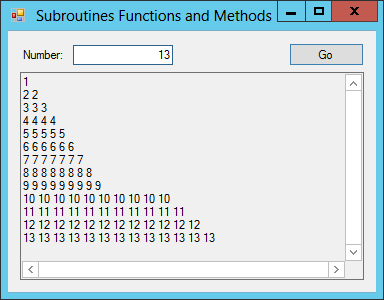 Subroutines Functions and Methods
Number: 13 Go
1
2 2
3 3 3
4 4 4 4
5 5 5 5 5
6 6 6 6 6 6
7 7 7 7 7 7 7
8 8 8 8 8 8 8 8
9 9 9 9 9 9 9 9 9
10 10 10 10 10 10 10 10 10 10
11 11 11 11 11 11 11 11 11 11 11
12 12 12 12 12 12 12 12 12 12 12 12
13 13 13 13 13 13 13 13 13 13 13 13 13